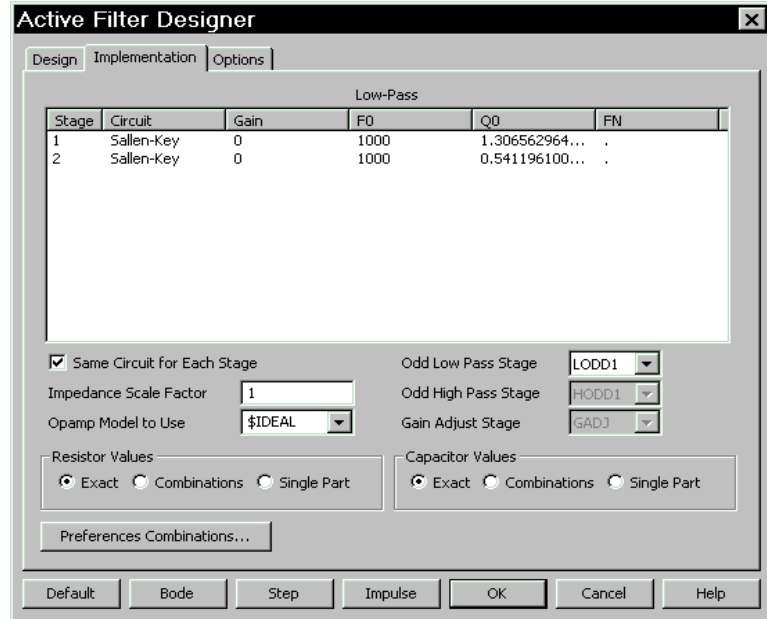 Active Filter Designer
Design Implementation Options
Low-Pass
Stage Circuit Gain F0 Q0 FN
1 Sallen-Key 0 1000 1.306562964... .
2 Sallen-Key 0 1000 0.541196100... .
Same Circuit for Each Stage Odd Low Pass Stage LODD1
Impedance Scale Factor 1 Odd High Pass Stage HODD1
Opamp Model to Use $IDEAL Gain Adjust Stage GADJ
Resistor Values Capacitor Values
Exact Combinations Single Part Exact Combinations Single Part
Preferences Combinations...
Default Bode Step Impulse OK Cancel Help